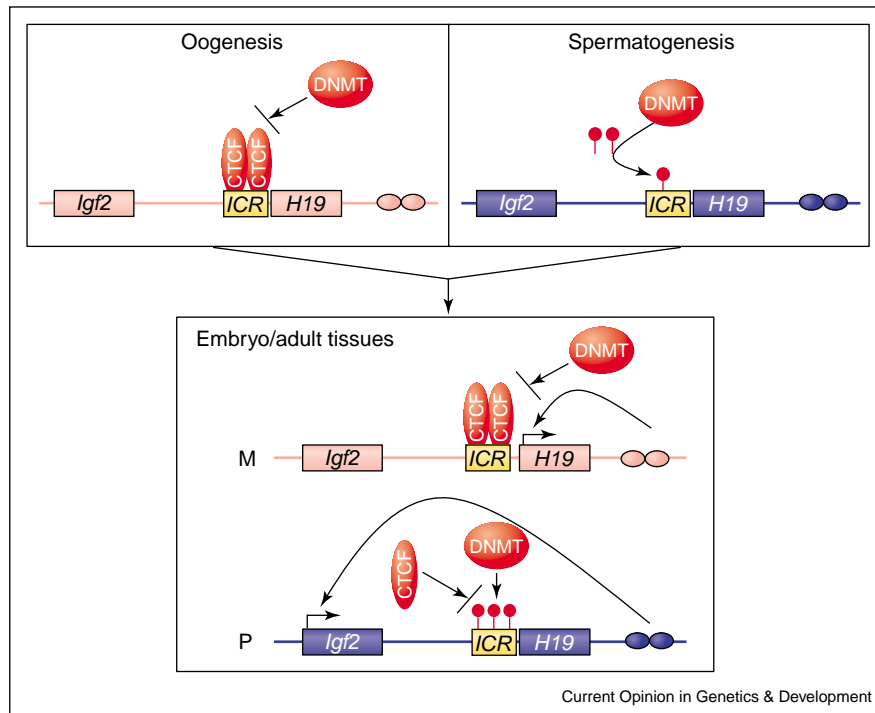 Oogenesis
DNMT
CTCF CTCF
Igf2 ICR H19
Spermatogenesis
DNMT
Igf2 ICR H19
Embryo/adult tissues
DNMT
CTCF CTCF
M Igf2 ICR H19
CTCF DNMT
P Igf2 ICR H19
Current Opinion in Genetics & Development